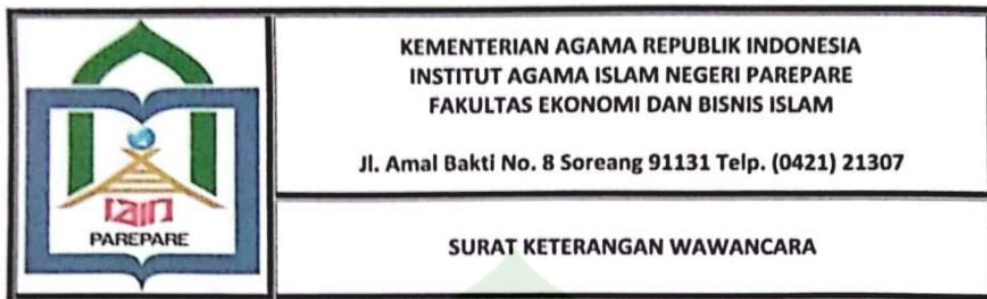 KEMENTERIAN AGAMA REPUBLIK INDONESIA
INSTITUT AGAMA ISLAM NEGERI PAREPARE
FAKULTAS EKONOMI DAN BISNIS ISLAM
Jl. Amal Bakti No. 8 Soreang 91131 Telp. (0421) 21307
iain
PAREPARE
SURAT KETERANGAN WAWANCARA